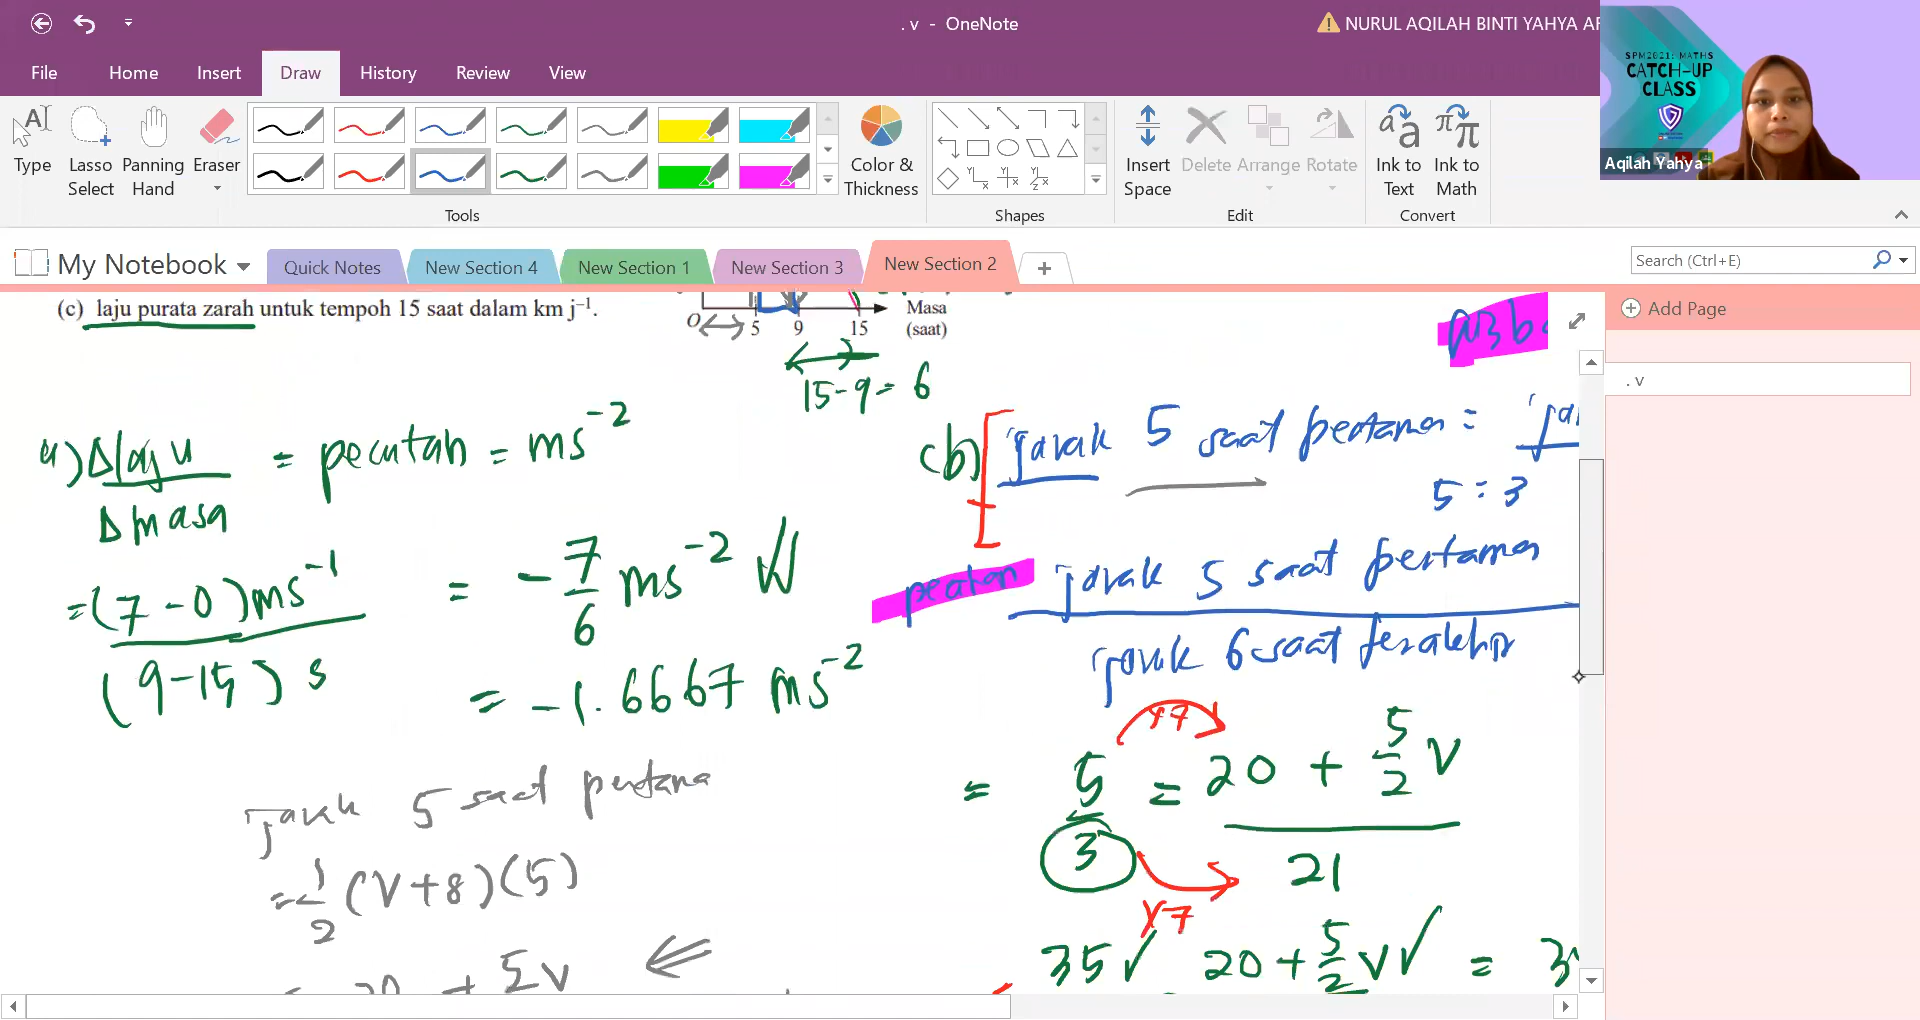 . v - OneNote
NURUL AQILAH BINTI YAHYA AF
SPM2021: MATHS
CATCH-UP
CLASS
Aqilah Yahya
File Home Insert Draw History Review View
Type
Lasso Select
Panning Hand
Eraser
Color & Thickness
Insert Space
Delete
Arrange
Rotate
Ink to Text
Ink to Math
Tools
Shapes
Edit
Convert
My Notebook
Quick Notes
New Section 4
New Section 1
New Section 3
New Section 2
Search (Ctrl+E)
Add Page
. v
(c) laju purata zarah untuk tempoh 15 saat dalam km j⁻¹.
O 5 9 15
Masa
(saat)
15-9= 6
a) Δlaju / Δmasa = pecutan = ms⁻²
= (7-0)ms⁻¹ / (9-15) s
= -7/6 ms⁻²
= -1.6667 ms⁻²
Jarak 5 saat pertama
= 1/2 (V+8)(5)
20 + 5V
(b) Jarak 5 saat pertama =
5 : 3
Jarak 5 saat pertama
Jarak 6 saat terakhir
×7
= 5/3 = 20 + 5/2 V / 21
×7
35 20 + 5/2 V =